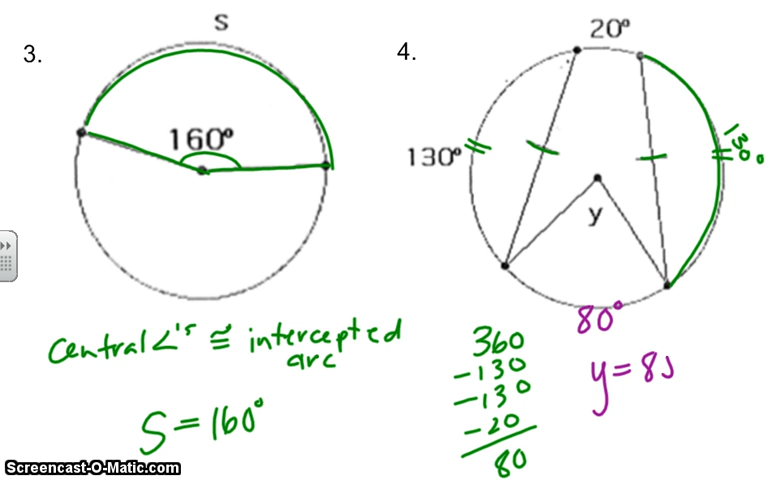 3.
S
160°
Central ∠'s ≅ intercepted
arc
S = 160°
4.
20°
130°
130°
y
80°
360
-130
-130
-20
80
Screencast-O-Matic.com